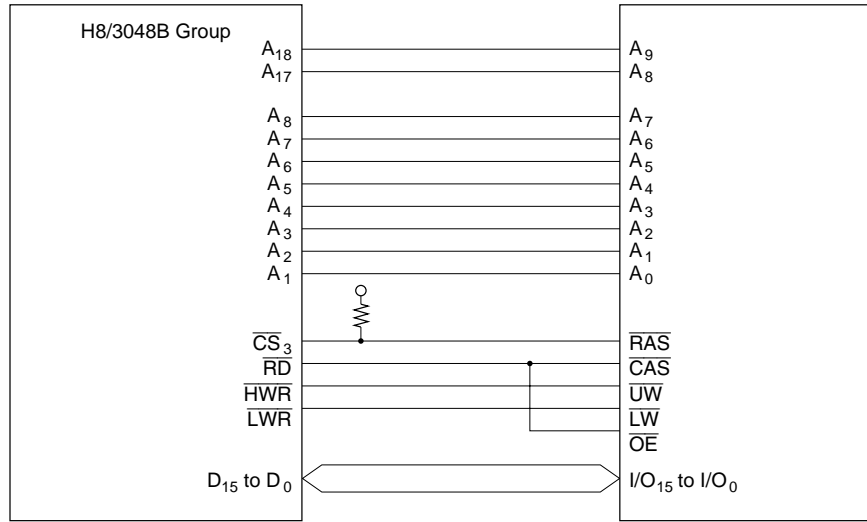 H8/3048B Group
A18 A9
A17 A8
A8 A7
A7 A6
A6 A5
A5 A4
A4 A3
A3 A2
A2 A1
A1 A0
CS3 RAS
RD CAS
HWR UW
LWR LW
OE
D15 to D0 I/O15 to I/O0